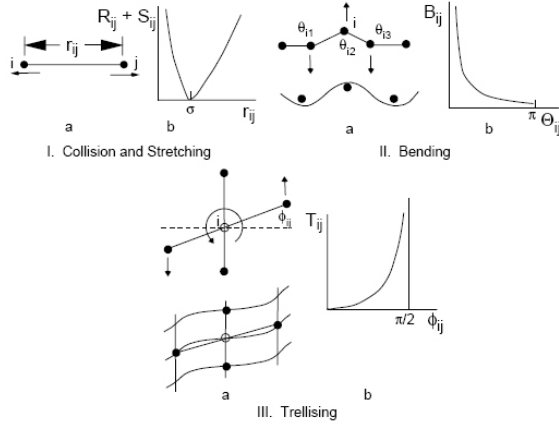 R_ij + S_ij
r_ij
i
j
σ
r_ij
a
b
I. Collision and Stretching
θ_i1
i
θ_i2
θ_i3
B_ij
π
Θ_ij
a
b
II. Bending
i
ϕ_ij
T_ij
π/2
ϕ_ij
a
b
III. Trellising